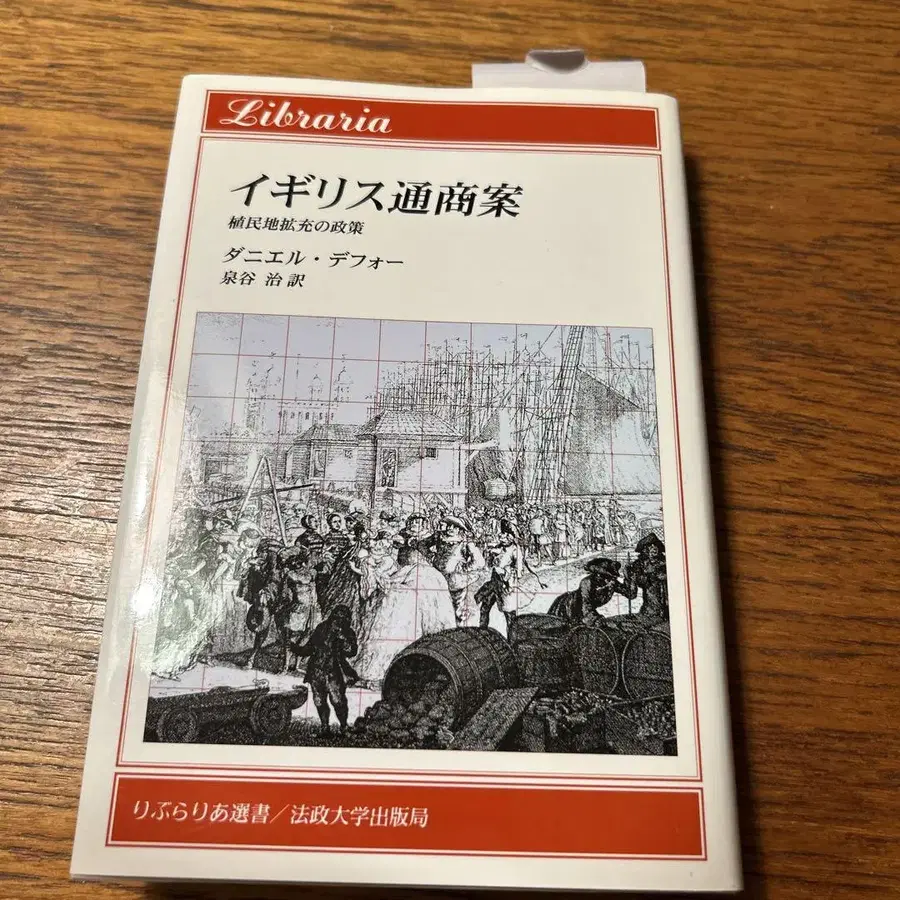 Libraria
イギリス通商案
植民地拡充の政策
ダニエル・デフォー
泉谷 治 訳
りぶらりあ選書／法政大学出版局